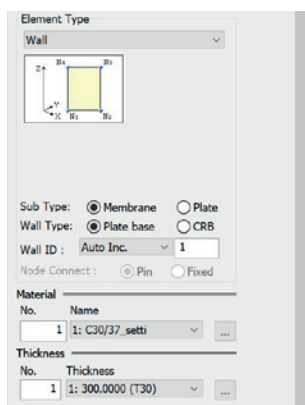 Element Type
Wall
Z N4 N3
Y
X N1 N2
Sub Type: Membrane Plate
Wall Type: Plate base CRB
Wall ID : Auto Inc. 1
Node Connect : Pin Fixed
Material
No. Name
1 1: C30/37_setti ...
Thickness
No. Thickness
1 1: 300.0000 (T30) ...